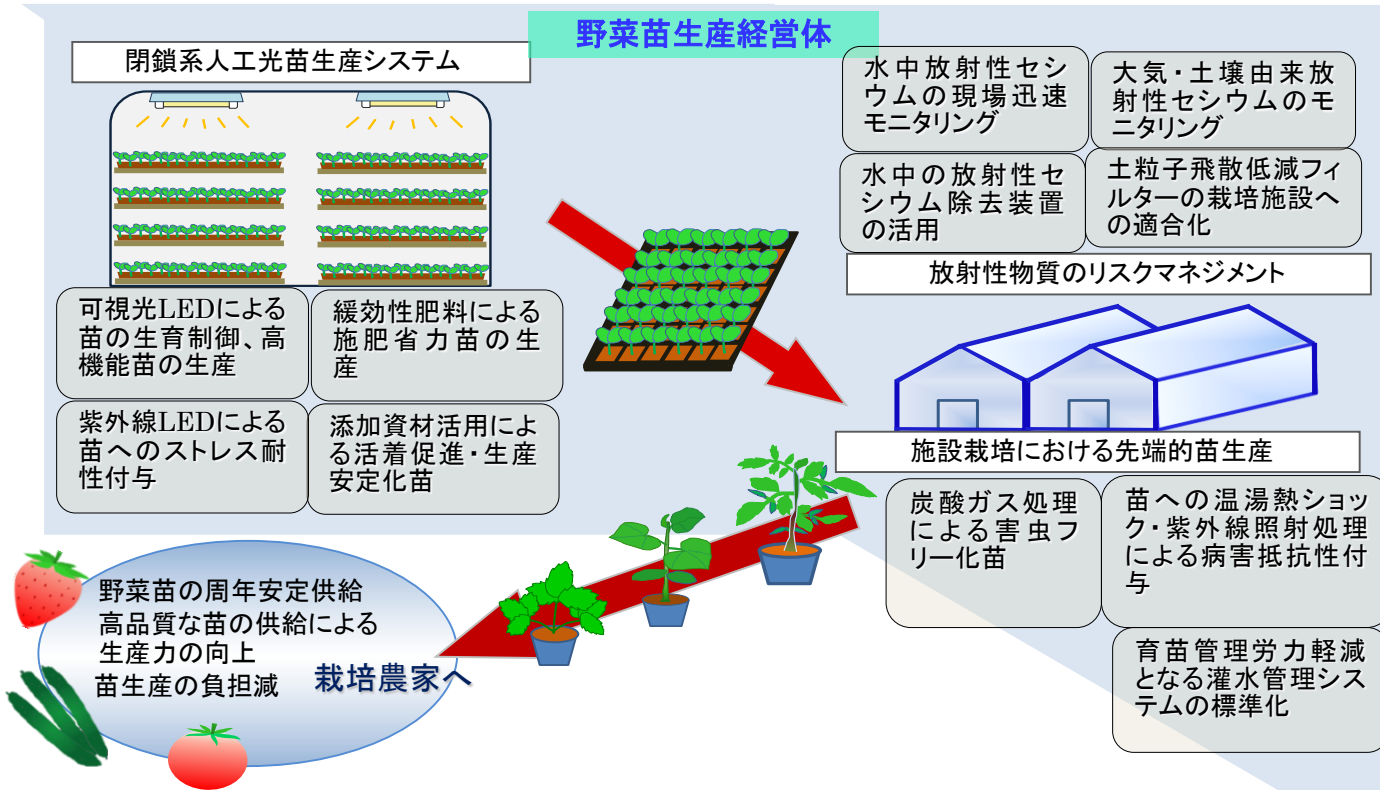 野菜苗生産経営体
閉鎖系人工光苗生産システム
可視光LEDによる
苗の生育制御、高
機能苗の生産
緩効性肥料による
施肥省力苗の生
産
紫外線LEDによる
苗へのストレス耐
性付与
添加資材活用によ
る活着促進・生産
安定化苗
水中放射性セシ
ウムの現場迅速
モニタリング
大気・土壌由来放
射性セシウムのモ
ニタリング
水中の放射性セ
シウム除去装置
の活用
土粒子飛散低減フィ
ルターの栽培施設へ
の適合化
放射性物質のリスクマネジメント
施設栽培における先端的苗生産
炭酸ガス処理
による害虫フ
リー化苗
苗への温湯熱ショッ
ク・紫外線照射処理
による病害抵抗性付
与
育苗管理労力軽減
となる灌水管理シス
テムの標準化
野菜苗の周年安定供給
高品質な苗の供給による
生産力の向上
苗生産の負担減
栽培農家へ